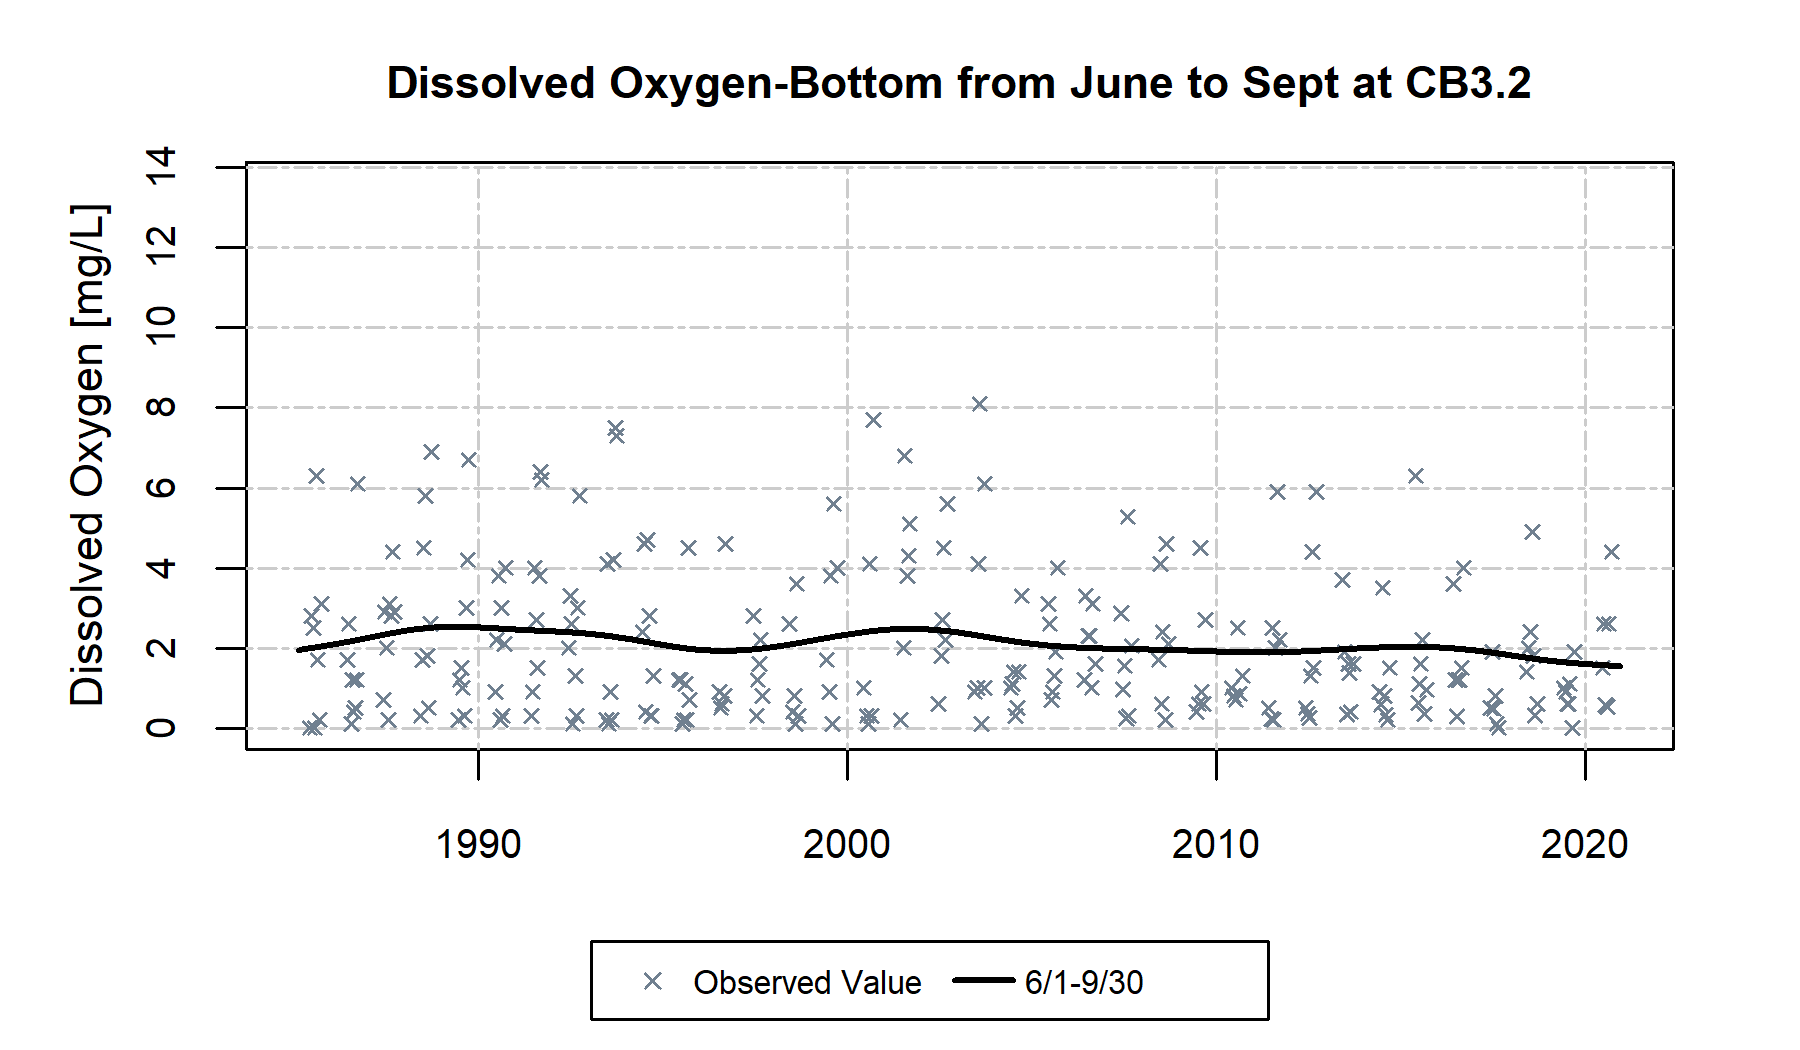 Dissolved Oxygen-Bottom from June to Sept at CB3.2
Dissolved Oxygen [mg/L]
14
12
10
8
6
4
2
0
1990 2000 2010 2020
Observed Value 6/1-9/30